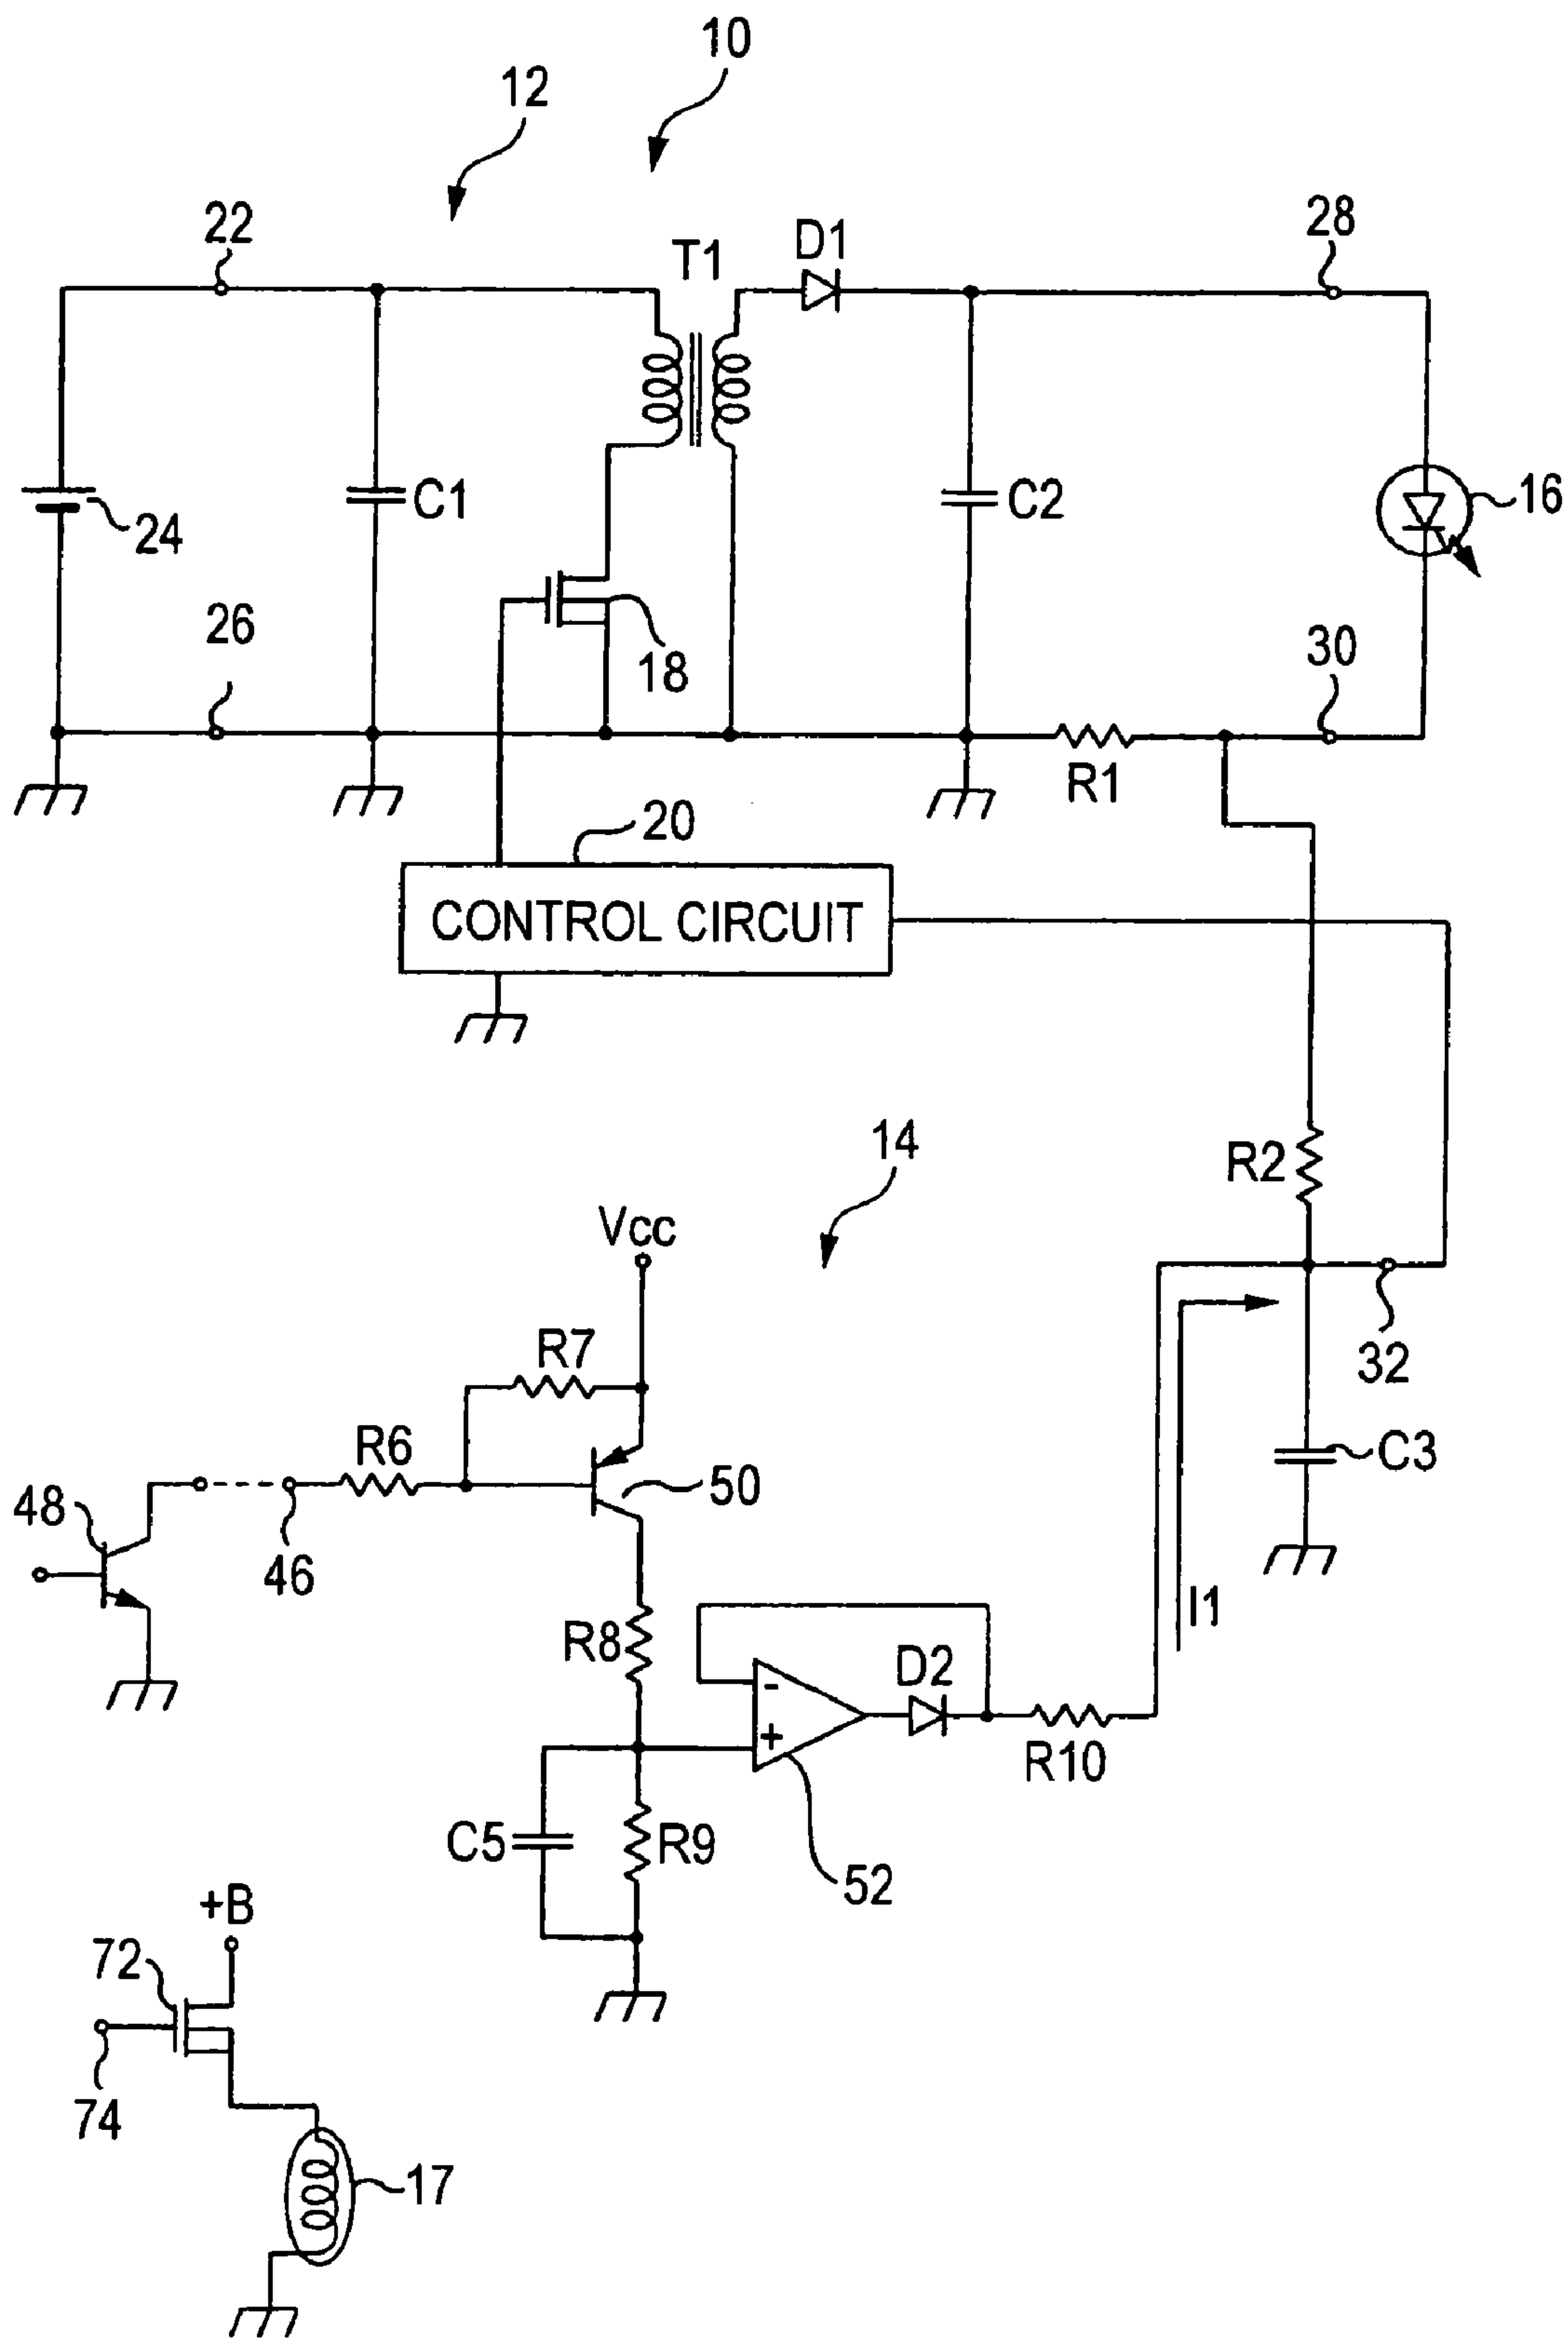 10
12
22
T1
D1
28
24
C1
C2
16
26
18
30
R1
20
CONTROL CIRCUIT
14
R2
Vcc
R7
32
R6
C3
50
48
46
I1
R8
D2
-
+
R10
C5
R9
52
+B
72
74
17